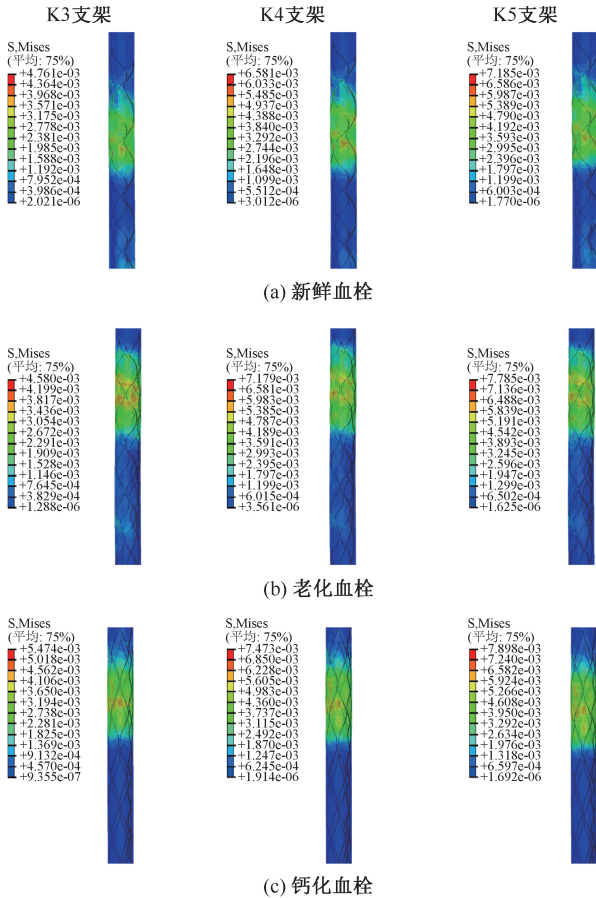 K3支架
K4支架
K5支架
S,Mises
(平均: 75%)
+4.761e-03
+4.364e-03
+3.968e-03
+3.571e-03
+3.175e-03
+2.778e-03
+2.381e-03
+1.985e-03
+1.588e-03
+1.192e-03
+7.952e-04
+3.986e-04
+2.021e-06
S,Mises
(平均: 75%)
+6.581e-03
+6.033e-03
+5.485e-03
+4.937e-03
+4.388e-03
+3.840e-03
+3.292e-03
+2.744e-03
+2.196e-03
+1.648e-03
+1.099e-03
+5.512e-04
+3.012e-06
S,Mises
(平均: 75%)
+7.185e-03
+6.586e-03
+5.987e-03
+5.389e-03
+4.790e-03
+4.192e-03
+3.593e-03
+2.995e-03
+2.396e-03
+1.797e-03
+1.199e-03
+6.003e-04
+1.770e-06
(a) 新鲜血栓
S,Mises
(平均: 75%)
+4.580e-03
+4.199e-03
+3.817e-03
+3.436e-03
+3.054e-03
+2.672e-03
+2.291e-03
+1.909e-03
+1.528e-03
+1.146e-03
+7.645e-04
+3.829e-04
+1.288e-06
S,Mises
(平均: 75%)
+7.179e-03
+6.581e-03
+5.983e-03
+5.385e-03
+4.787e-03
+4.189e-03
+3.591e-03
+2.993e-03
+2.395e-03
+1.797e-03
+1.199e-03
+6.015e-04
+3.561e-06
S,Mises
(平均: 75%)
+7.785e-03
+7.136e-03
+6.488e-03
+5.839e-03
+5.191e-03
+4.542e-03
+3.893e-03
+3.245e-03
+2.596e-03
+1.947e-03
+1.299e-03
+6.502e-04
+1.625e-06
(b) 老化血栓
S,Mises
(平均: 75%)
+5.474e-03
+5.018e-03
+4.562e-03
+4.106e-03
+3.650e-03
+3.194e-03
+2.738e-03
+2.281e-03
+1.825e-03
+1.369e-03
+9.132e-04
+4.570e-04
+9.355e-07
S,Mises
(平均: 75%)
+7.473e-03
+6.850e-03
+6.228e-03
+5.605e-03
+4.983e-03
+4.360e-03
+3.737e-03
+3.115e-03
+2.492e-03
+1.870e-03
+1.247e-03
+6.245e-04
+1.914e-06
S,Mises
(平均: 75%)
+7.898e-03
+7.240e-03
+6.582e-03
+5.924e-03
+5.266e-03
+4.608e-03
+3.950e-03
+3.292e-03
+2.634e-03
+1.976e-03
+1.318e-03
+6.597e-04
+1.692e-06
(c) 钙化血栓